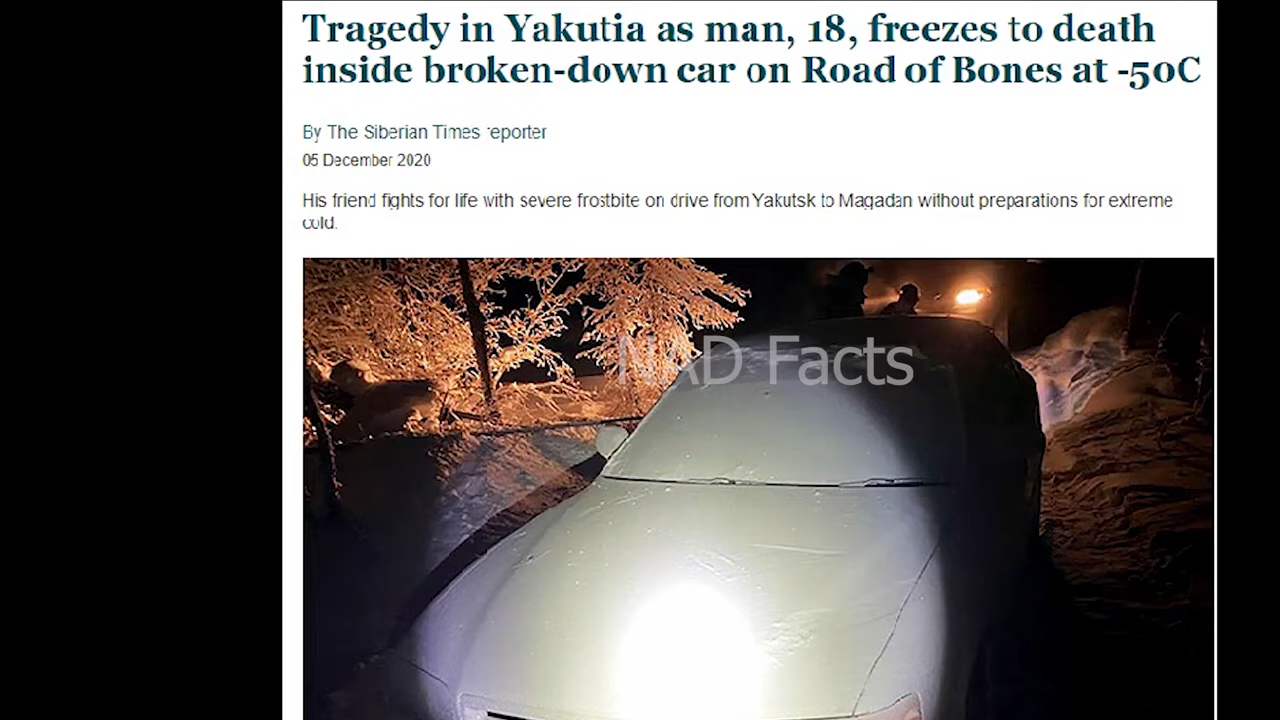 Tragedy in Yakutia as man, 18, freezes to death
inside broken-down car on Road of Bones at -50C
By The Siberian Times reporter
05 December 2020
His friend fights for life with severe frostbite on drive from Yakutsk to Magadan without preparations for extreme
cold.
NAD Facts